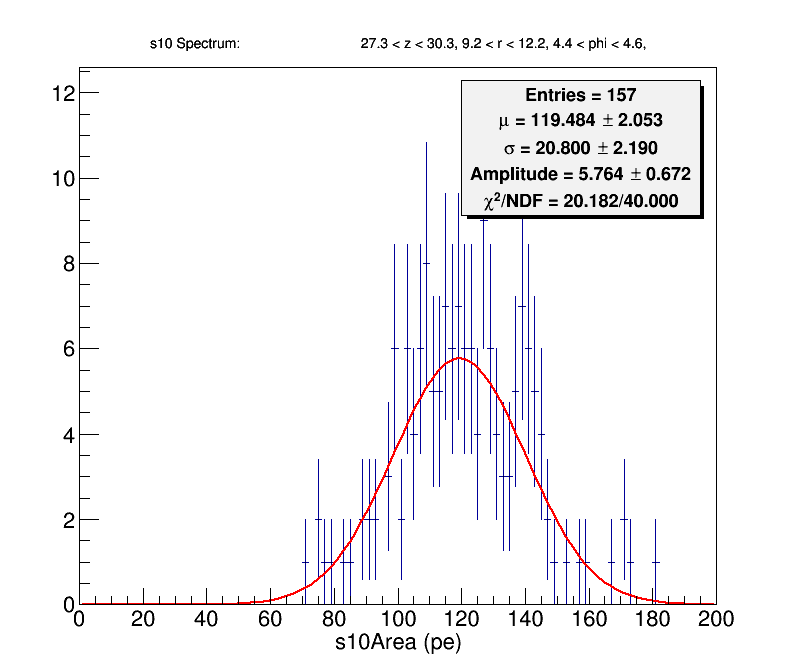 s10 Spectrum: 27.3 < z < 30.3, 9.2 < r < 12.2, 4.4 < phi < 4.6,
Entries = 157
μ = 119.484 ± 2.053
σ = 20.800 ± 2.190
Amplitude = 5.764 ± 0.672
χ²/NDF = 20.182/40.000
12
10
8
6
4
2
0
0 20 40 60 80 100 120 140 160 180 200
s10Area (pe)